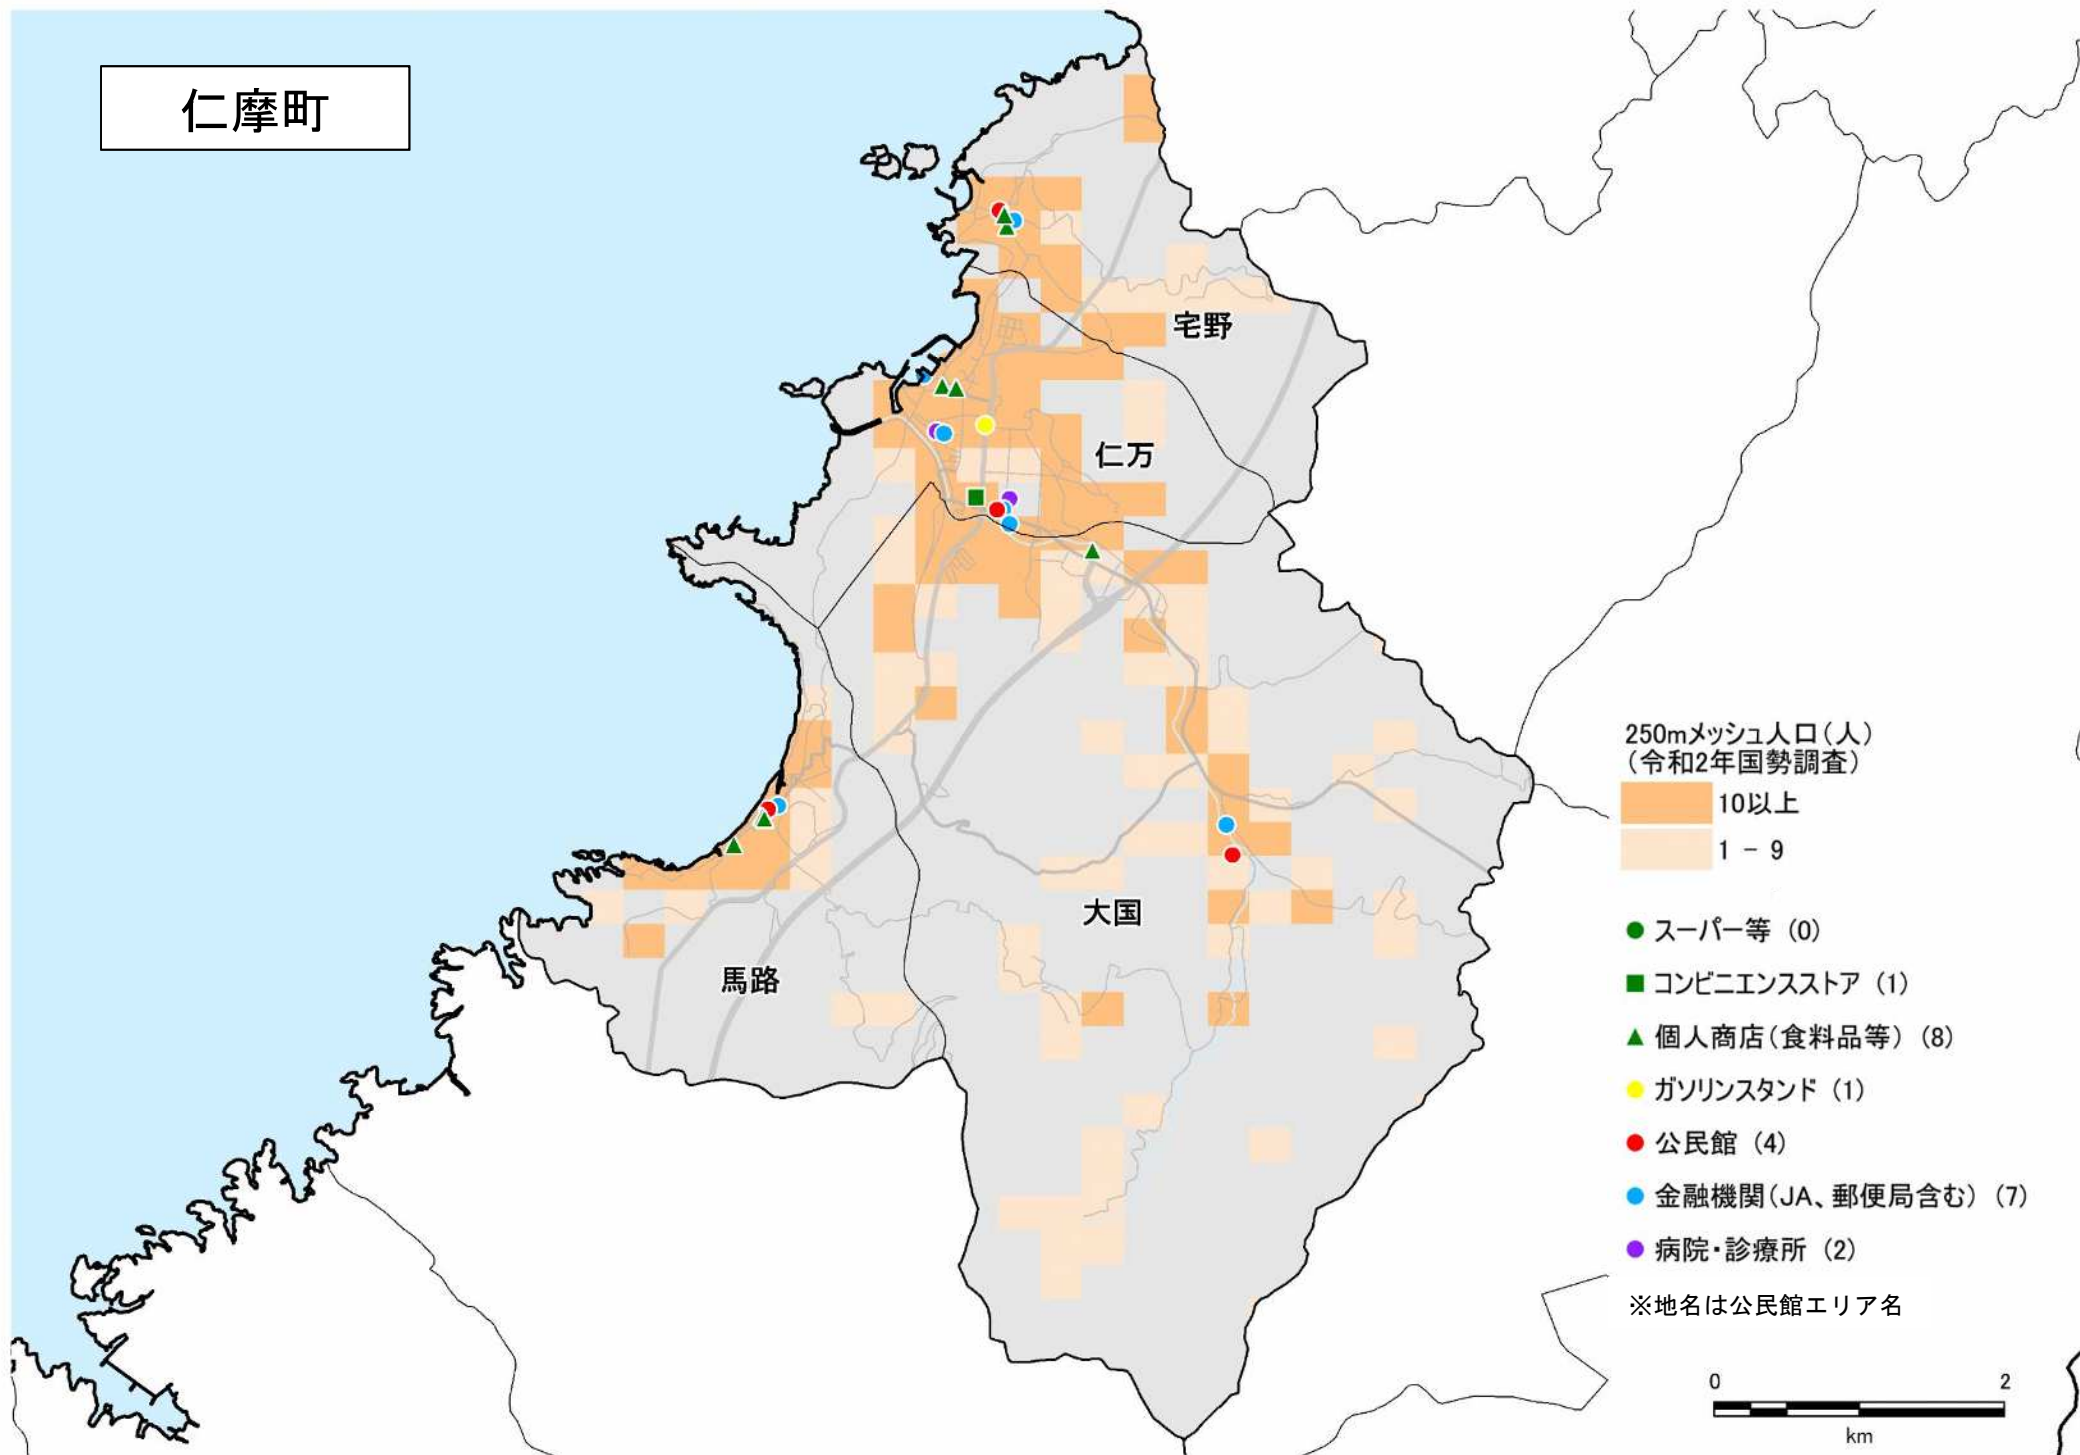 仁摩町
宅野
仁万
大国
馬路
250mメッシュ人口(人)
(令和2年国勢調査)
10以上
1 - 9
スーパー等 (0)
コンビニエンスストア (1)
個人商店(食料品等) (8)
ガソリンスタンド (1)
公民館 (4)
金融機関(JA、郵便局含む) (7)
病院・診療所 (2)
※地名は公民館エリア名
0 2
km